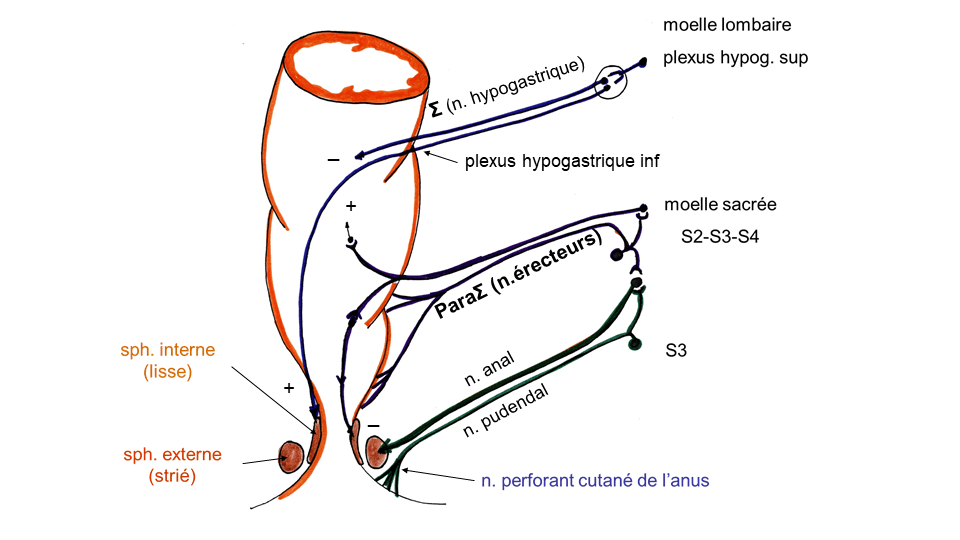 moelle lombaire
plexus hypog. sup
Σ (n. hypogastrique)
–
plexus hypogastrique inf
+
moelle sacrée
S2-S3-S4
ParaΣ (n.érecteurs)
sph. interne
(lisse)
S3
n. anal
+
n. pudendal
–
sph. externe
(strié)
n. perforant cutané de l’anus